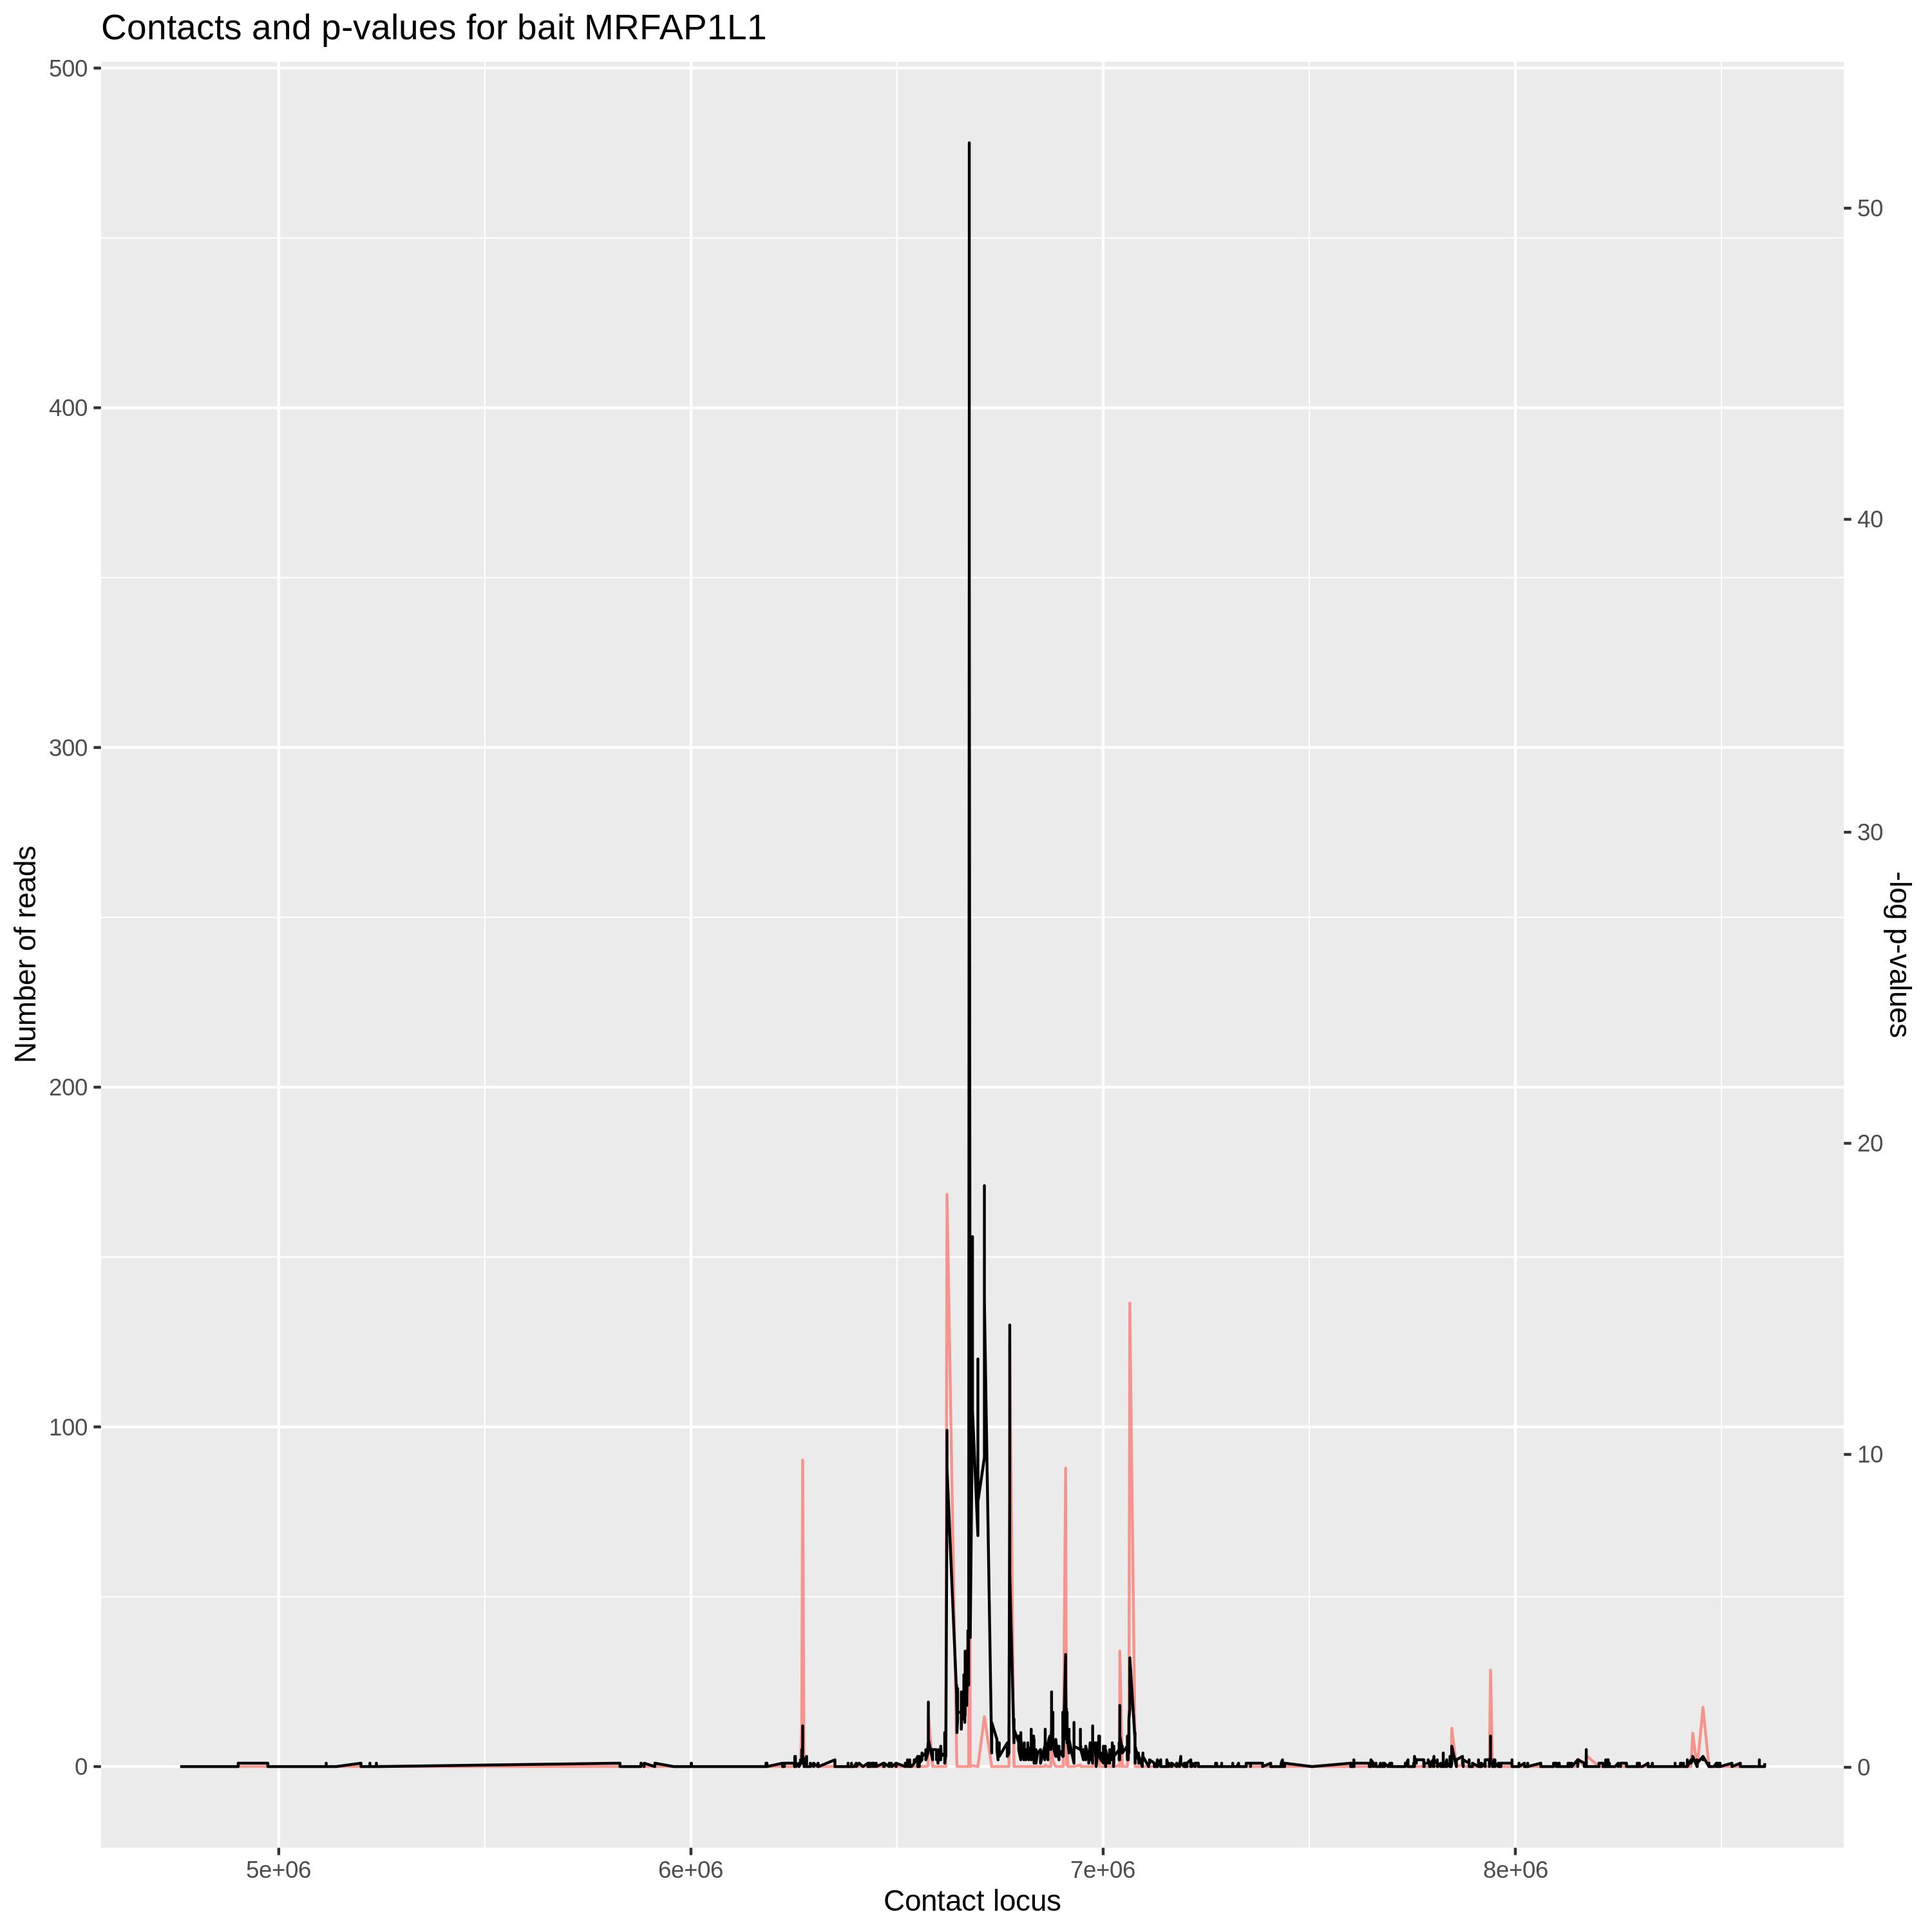 Contacts and p-values for bait MRFAP1L1
500
400
300
200
100
0
Number of reads
50
40
30
20
10
0
-log p-values
5e+06
6e+06
7e+06
8e+06
Contact locus